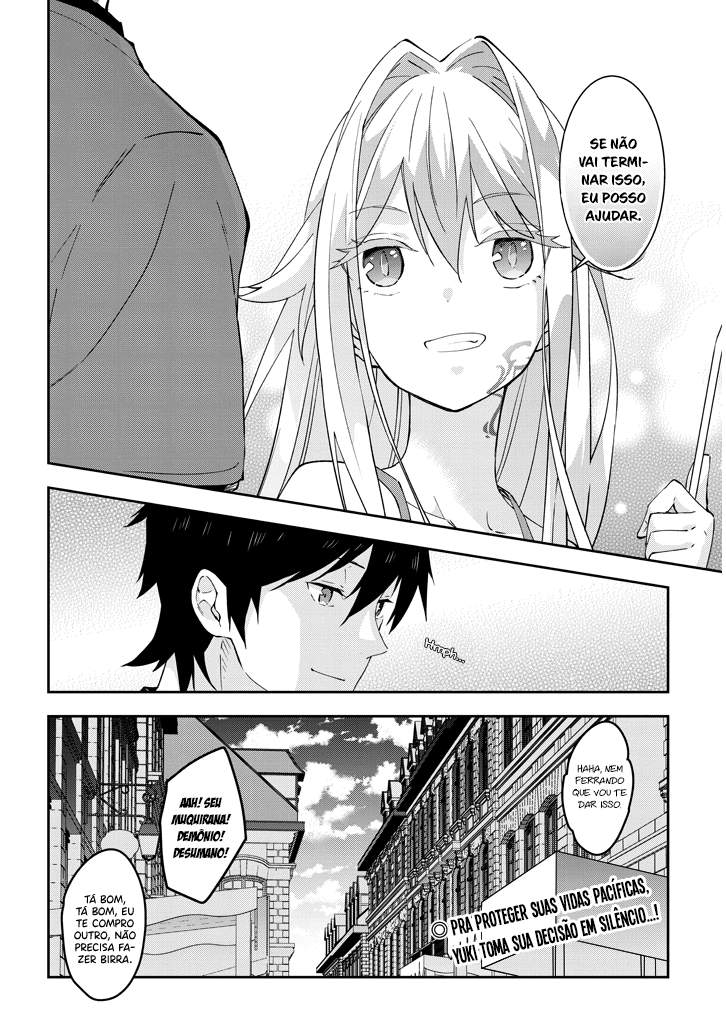 SE NÃO
VAI TERMI-
NAR ISSO,
EU POSSO
AJUDAR.
Hmph...
HAHA, NEM
FERRANDO
QUE VOU TE
DAR ISSO.
AAH! SEU
MUQUIRANA!
DEMÔNIO!
DESUMANO!
TÁ BOM,
TÁ BOM, EU
TE COMPRO
OUTRO, NÃO
PRECISA FA-
ZER BIRRA.
PRA PROTEGER SUAS VIDAS PACÍFICAS,
YUKI TOMA SUA DECISÃO EM SILÊNCIO...!